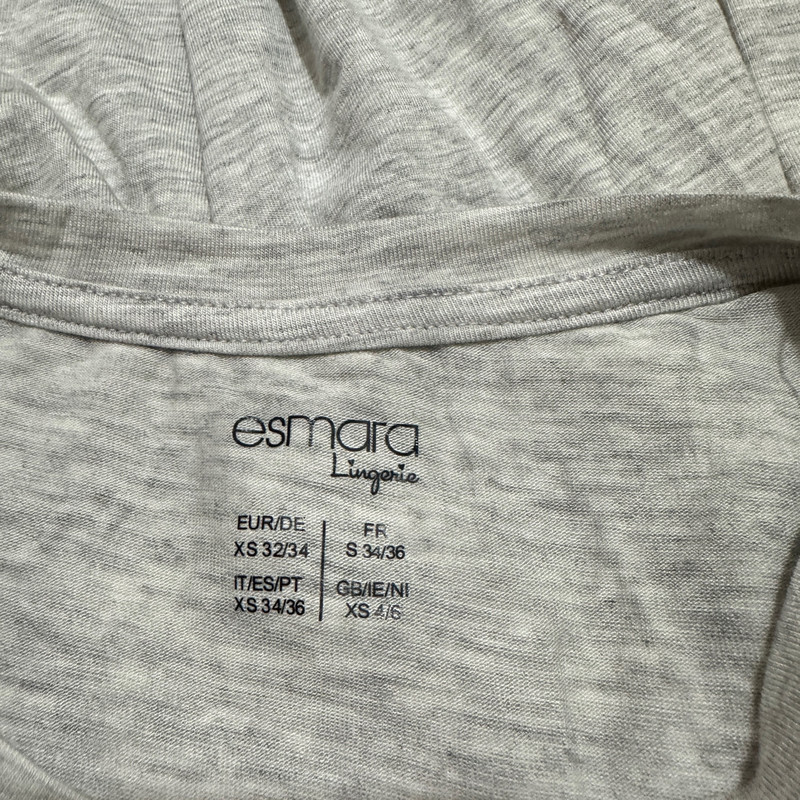 esmara
Lingerie
EUR/DE
XS 32/34
FR
S 34/36
IT/ES/PT
XS 34/36
GB/IE/NI
XS 4/6